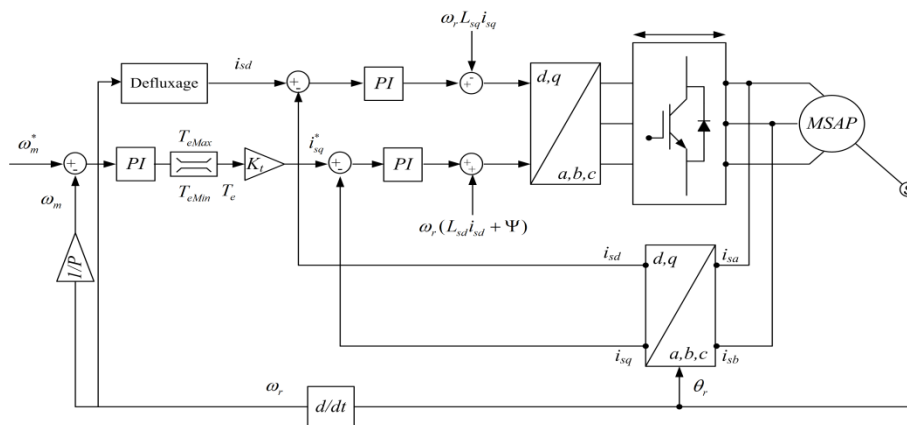 ω_r L_sq i_sq
i_sd
Defluxage
PI
d,q
a,b,c
MSAP
ω_m^*
PI
T_eMax
T_eMin
T_e
K_t
i_sq^*
PI
ω_m
ω_r(L_sd i_sd + Ψ)
1/P
i_sd
d,q
i_sa
i_sq
a,b,c
i_sb
ω_r
d/dt
θ_r